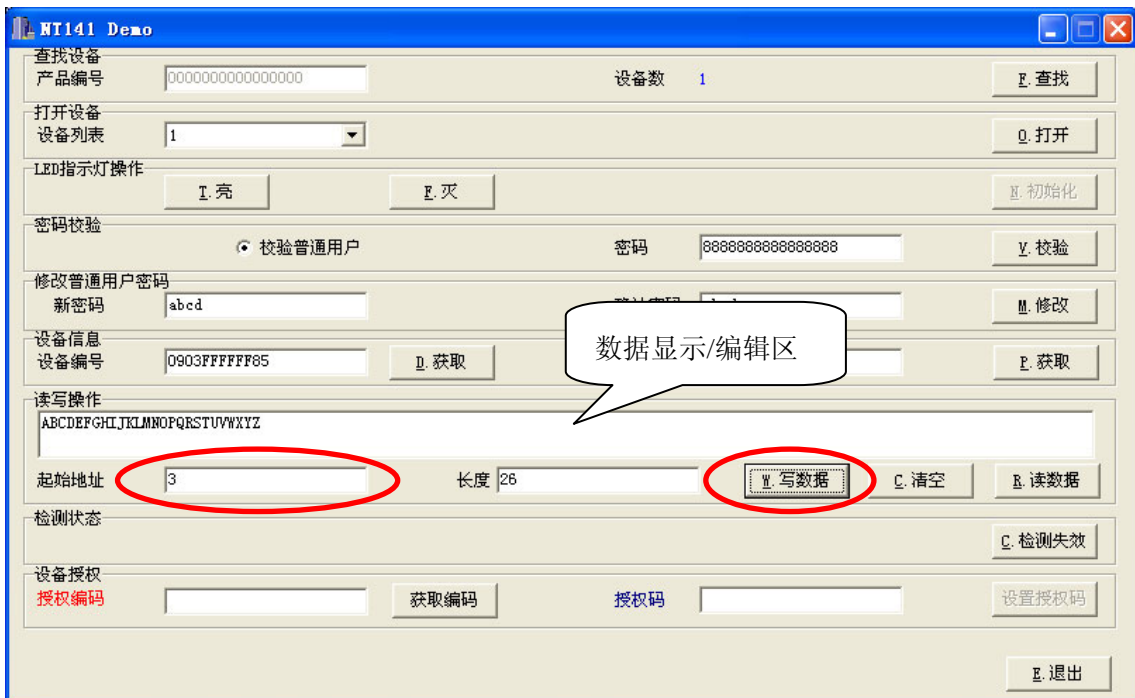 NT141 Demo
查找设备
产品编号 0000000000000000 设备数 1 F.查找
打开设备
设备列表 1 O.打开
LED指示灯操作
T.亮 F.灭 N.初始化
密码校验
校验普通用户 密码 8888888888888888 V.校验
修改普通用户密码
新密码 abcd M.修改
设备信息
设备编号 0903FFFFFF85 D.获取 P.获取
数据显示/编辑区
读写操作
ABCDEFGHIJKLMNOPQRSTUVWXYZ
起始地址 3 长度 26 W.写数据 C.清空 R.读数据
检测状态
C.检测失效
设备授权
授权编码 获取编码 授权码 设置授权码
E.退出